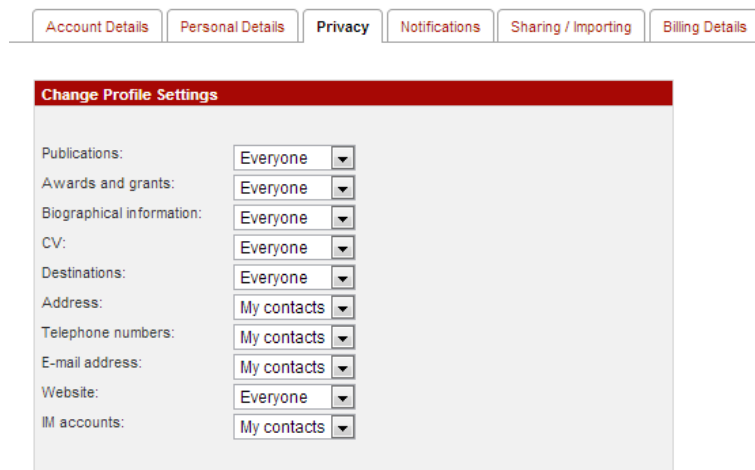 Account Details Personal Details Privacy Notifications Sharing / Importing Billing Details
Change Profile Settings
Publications: Everyone
Awards and grants: Everyone
Biographical information: Everyone
CV: Everyone
Destinations: Everyone
Address: My contacts
Telephone numbers: My contacts
E-mail address: My contacts
Website: Everyone
IM accounts: My contacts